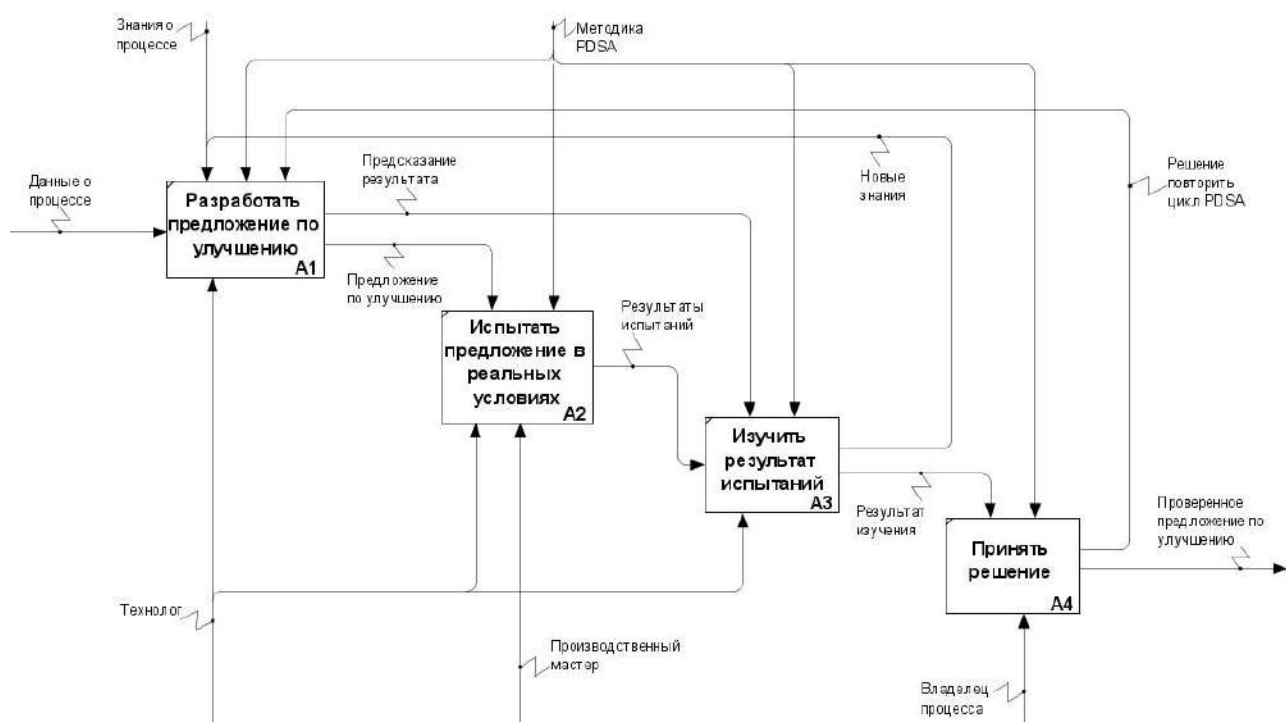 Знания о
процессе
Методика
PDSA
Данные о
процессе
Разработать
предложение по
улучшению
A1
Предсказание
результата
Предложение
по улучшению
Новые
знания
Решение
повторить
цикл PDSA
Испытать
предложение в
реальных
условиях
A2
Результаты
испытаний
Изучить
результат
испытаний
A3
Результат
изучения
Проверенное
предложение по
улучшению
Принять
решение
A4
Технолог
Производственный
мастер
Владелец
процесса